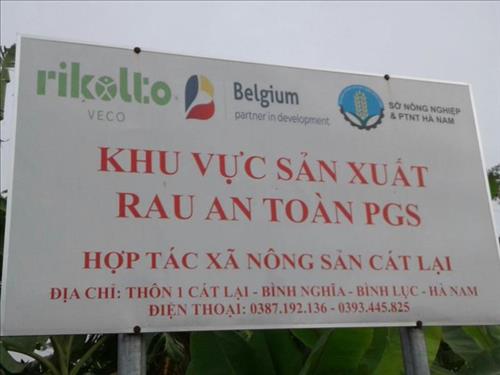 rikolto
VECO
Belgium
partner in development
SỞ NÔNG NGHIỆP
& PTNT HÀ NAM
KHU VỰC SẢN XUẤT
RAU AN TOÀN PGS
HỢP TÁC XÃ NÔNG SẢN CÁT LẠI
ĐỊA CHỈ: THÔN 1 CÁT LẠI - BÌNH NGHĨA - BÌNH LỤC - HÀ NAM
ĐIỆN THOẠI: 0387.192.136 - 0393.445.825